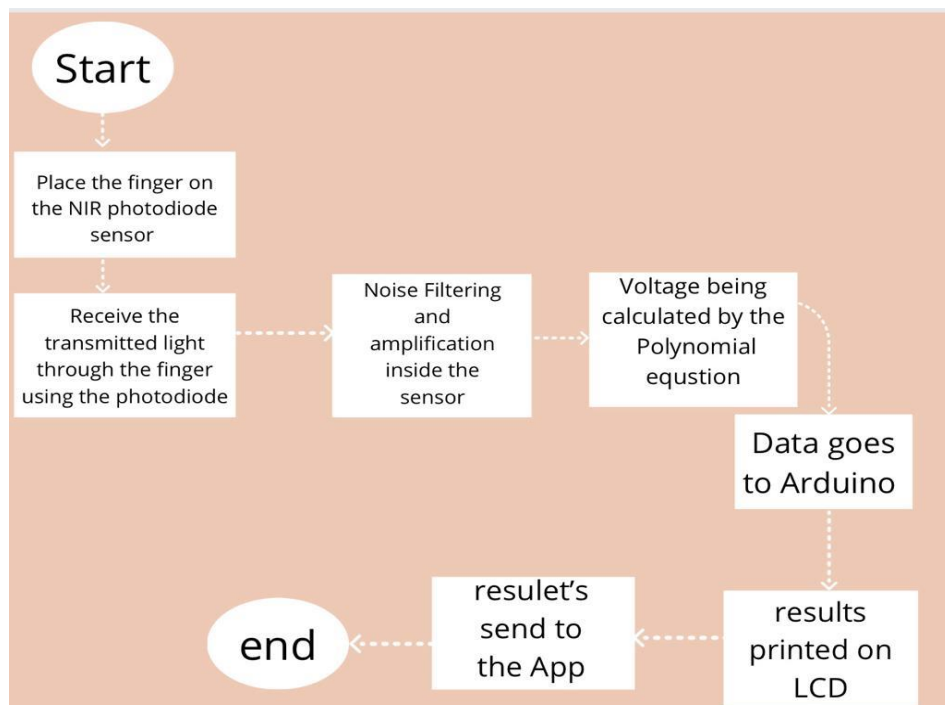 Start
Place the finger on
the NIR photodiode
sensor
Receive the
transmitted light
through the finger
using the photodiode
Noise Filtering
and
amplification
inside the
sensor
Voltage being
calculated by the
Polynomial
equstion
Data goes
to Arduino
results
printed on
LCD
resulet's
send to
the App
end